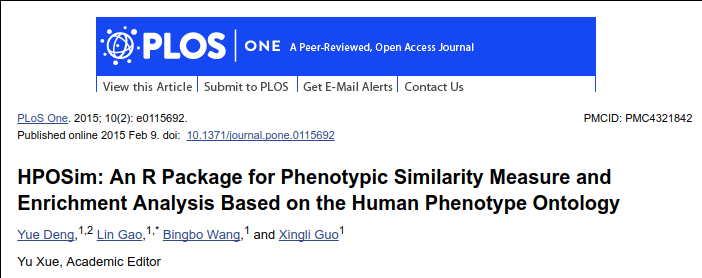 PLOS ONE A Peer-Reviewed, Open Access Journal
View this Article Submit to PLOS Get E-Mail Alerts Contact Us
PLoS One. 2015; 10(2): e0115692. PMCID: PMC4321842
Published online 2015 Feb 9. doi: 10.1371/journal.pone.0115692
HPOSim: An R Package for Phenotypic Similarity Measure and
Enrichment Analysis Based on the Human Phenotype Ontology
Yue Deng,1,2 Lin Gao,1,* Bingbo Wang,1 and Xingli Guo1
Yu Xue, Academic Editor